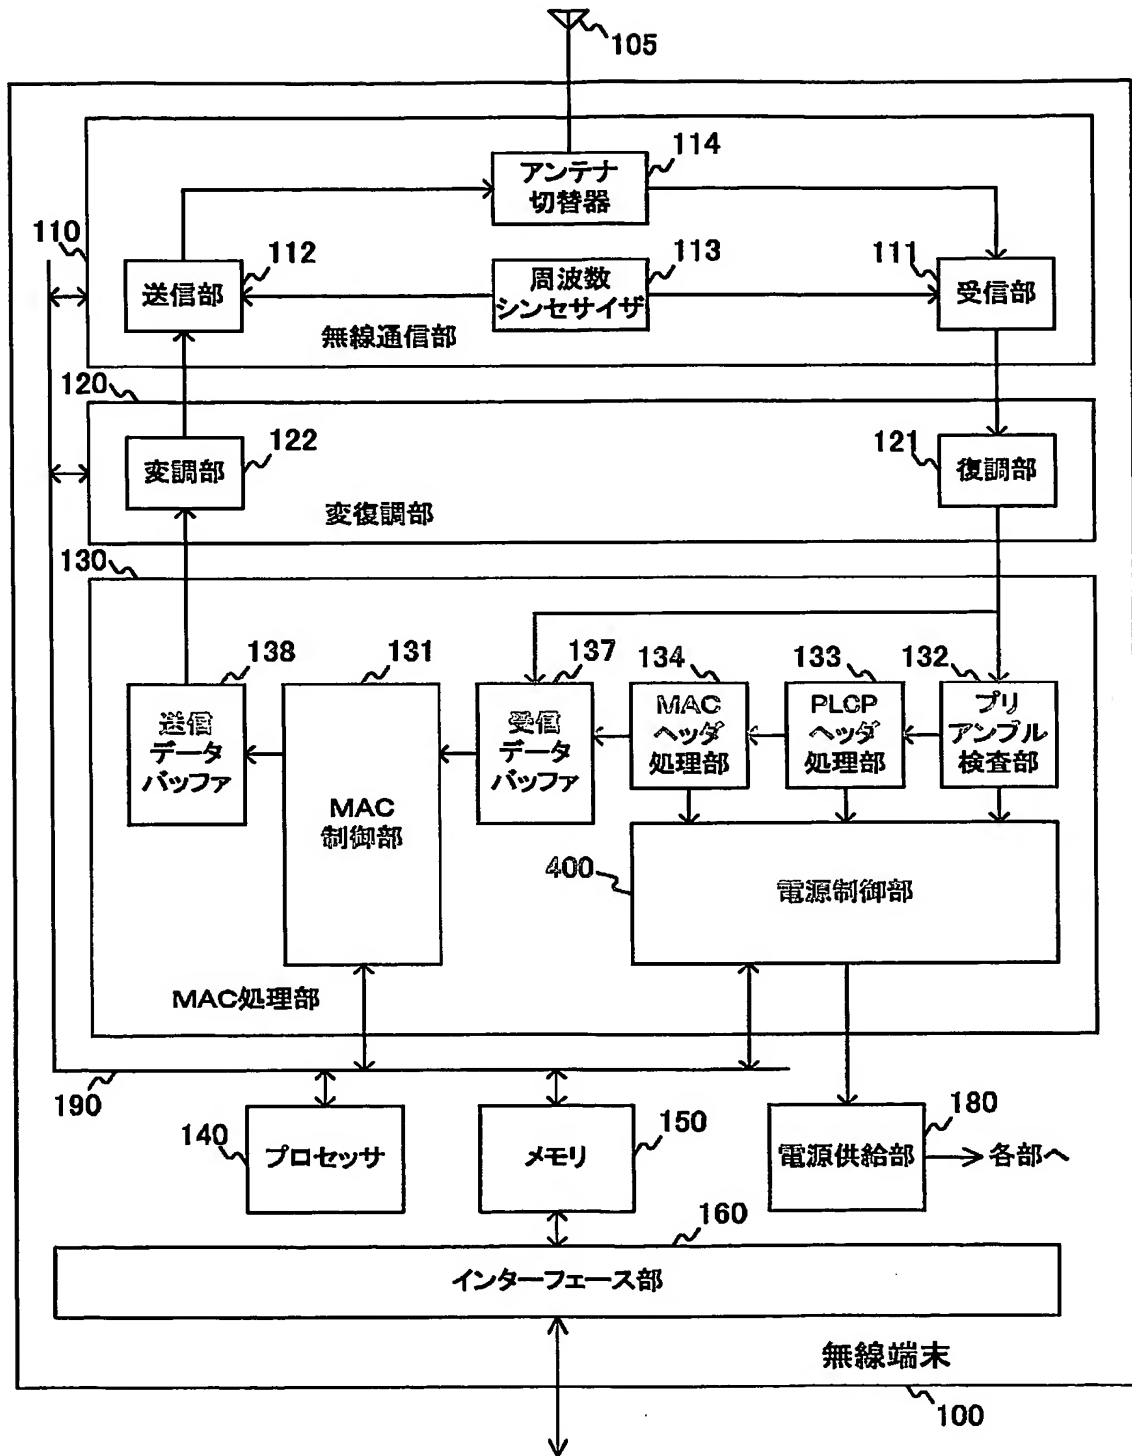 105
アンテナ
切替器
114
110
送信部
112
周波数
シンセサイザ
113
111
受信部
無線通信部
120
変調部
122
121
復調部
変復調部
130
138
131
137
134
133
132
送信
データ
バッファ
MAC
制御部
受信
データ
バッファ
MAC
ヘッダ
処理部
PLCP
ヘッダ
処理部
プリ
アンブル
検査部
400
電源制御部
MAC処理部
190
140
プロセッサ
150
メモリ
180
電源供給部
各部へ
160
インターフェース部
無線端末
100